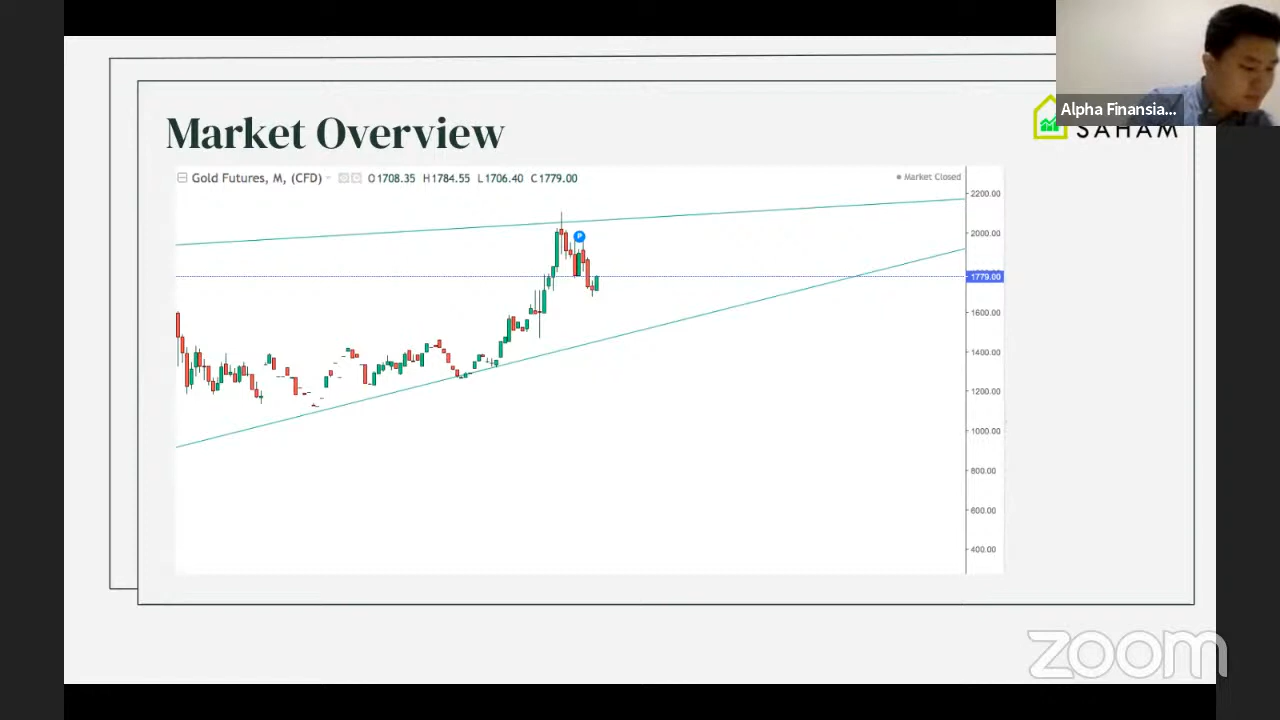 Alpha Finansia...
SAHAM
Market Overview
Gold Futures, M, (CFD) O1708.35 H1784.55 L1706.40 C1779.00
Market Closed
2200.00
2000.00
1779.00
1600.00
1400.00
1200.00
1000.00
800.00
600.00
400.00
P
zoom